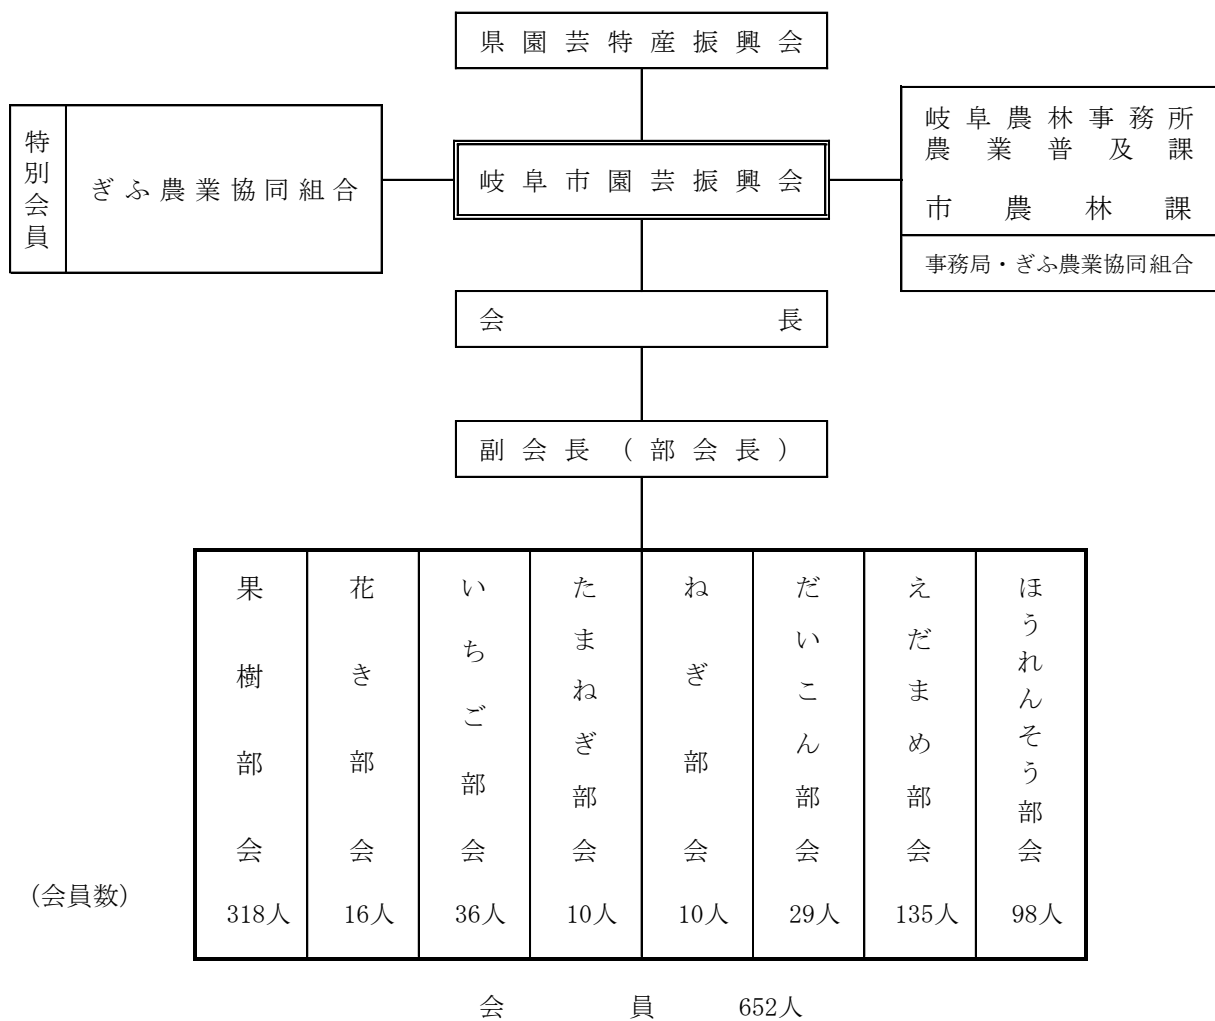 県園芸特産振興会
特別会員
ぎふ農業協同組合
岐阜市園芸振興会
岐阜農林事務所
農業普及課
市農林課
事務局・ぎふ農業協同組合
会長
副会長(部会長)
果樹部会
花き部会
いちご部会
たまねぎ部会
ねぎ部会
だいこん部会
えだまめ部会
ほうれんそう部会
(会員数)
318人
16人
36人
10人
10人
29人
135人
98人
会員 652人